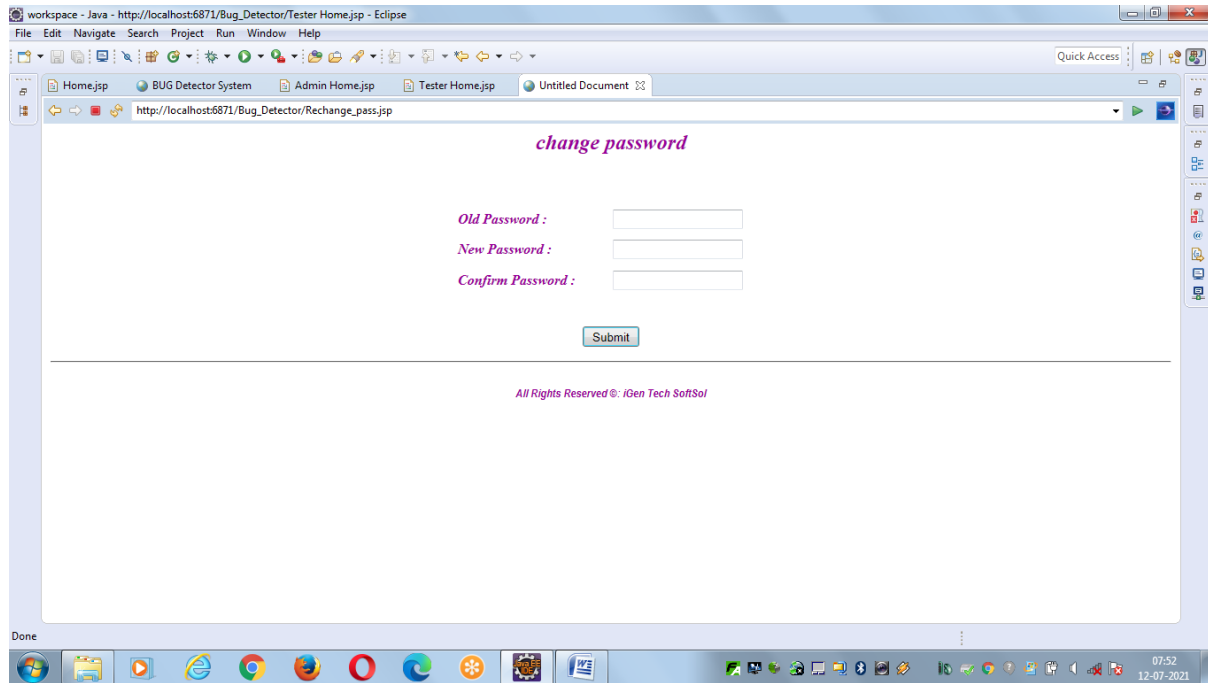 workspace - Java - http://localhost:6871/Bug_Detector/Tester Home.jsp - Eclipse
File Edit Navigate Search Project Run Window Help
Quick Access
Home.jsp BUG Detector System Admin Home.jsp Tester Home.jsp Untitled Document
http://localhost:6871/Bug_Detector/Rechange_pass.jsp
change password
Old Password :
New Password :
Confirm Password :
Submit
All Rights Reserved ©: iGen Tech SoftSol
Done
07:52
12-07-2021